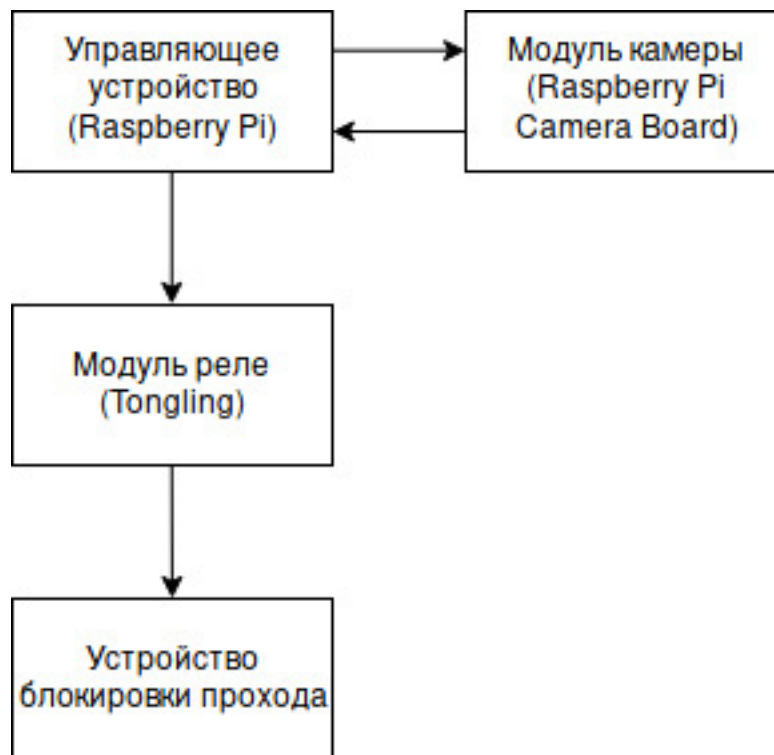 Управляющее
устройство
(Raspberry Pi)
Модуль камеры
(Raspberry Pi
Camera Board)
Модуль реле
(Tongling)
Устройство
блокировки прохода